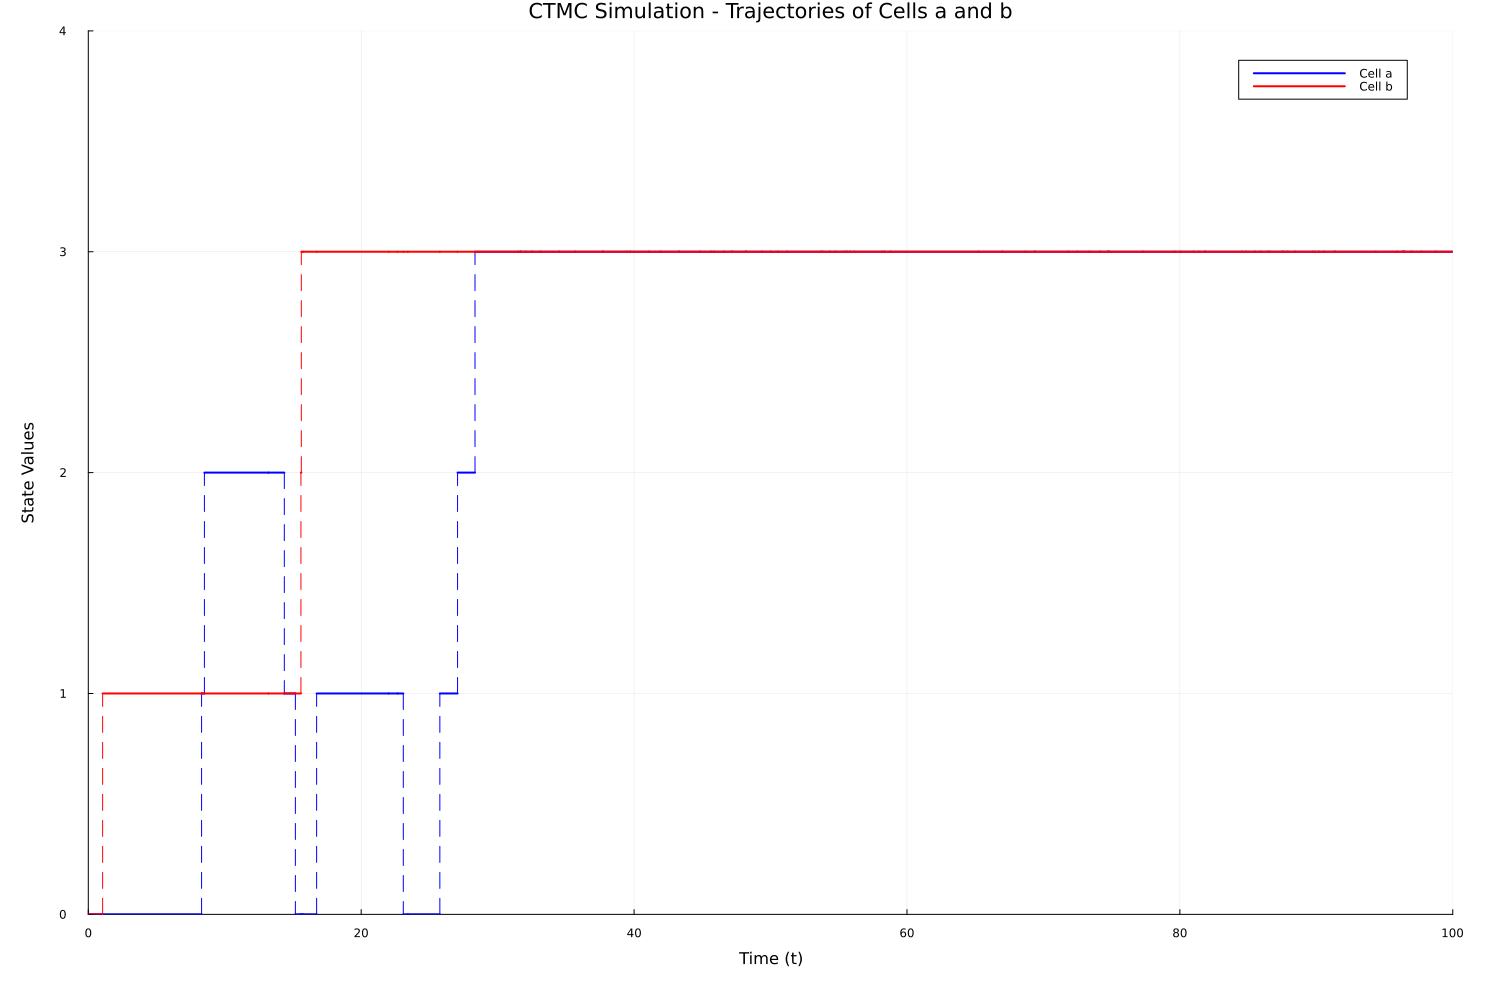 CTMC Simulation - Trajectories of Cells a and b
4
Cell a
Cell b
3
2
1
0
State Values
0 20 40 60 80 100
Time (t)